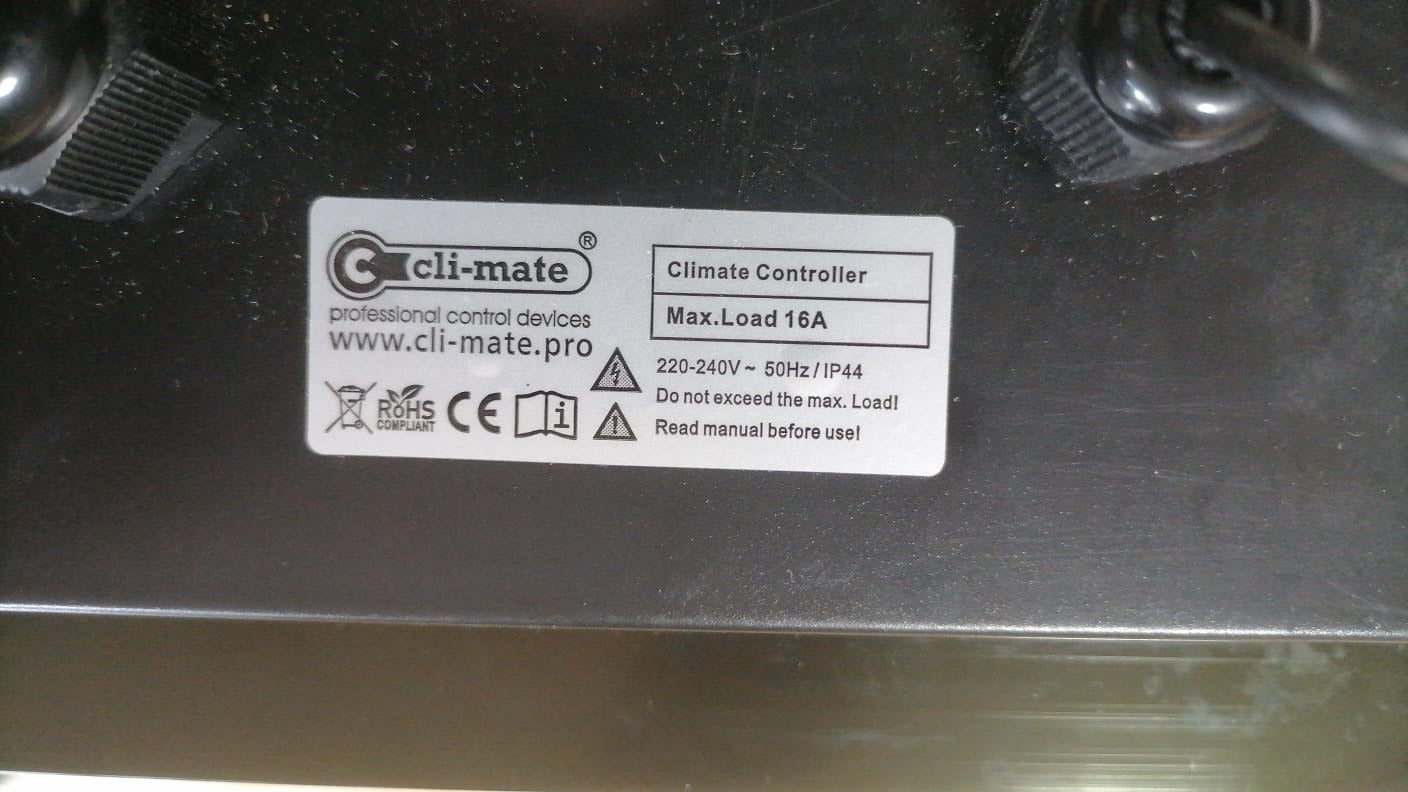 cli-mate®
professional control devices
www.cli-mate.pro
RoHS
COMPLIANT
CE
Climate Controller
Max.Load 16A
220-240V~ 50Hz/IP44
Do not exceed the max. Load!
Read manual before use!